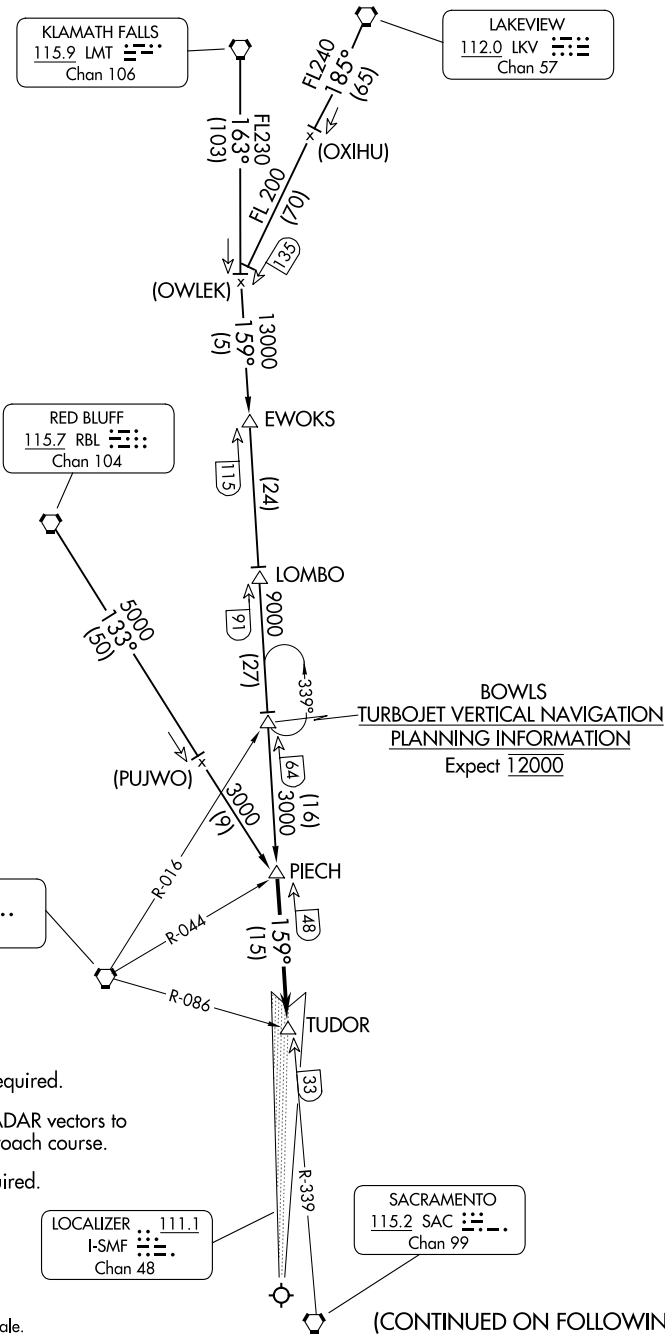 KLAMATH FALLS
115.9 LMT
Chan 106
LAKEVIEW
112.0 LKV
Chan 57
FL240
185°
(65)
(OXIHU)
FL230
163°
(103)
FL 200
(70)
135
(OWLEK)
13000
159°
(5)
RED BLUFF
115.7 RBL
Chan 104
EWOKS
115
(24)
LOMBO
91
9000
(27)
339°
5000
133°
(50)
BOWLS
TURBOJET VERTICAL NAVIGATION
PLANNING INFORMATION
Expect 12000
(PUJWO)
64
(16)
3000
3000
(9)
R-016
PIECH
R-044
48
159°
(15)
R-086
TUDOR
33
equired.
ADAR vectors to
roach course.
uired.
R-339
LOCALIZER 111.1
I-SMF
Chan 48
SACRAMENTO
115.2 SAC
Chan 99
ale.
(CONTINUED ON FOLLOWIN